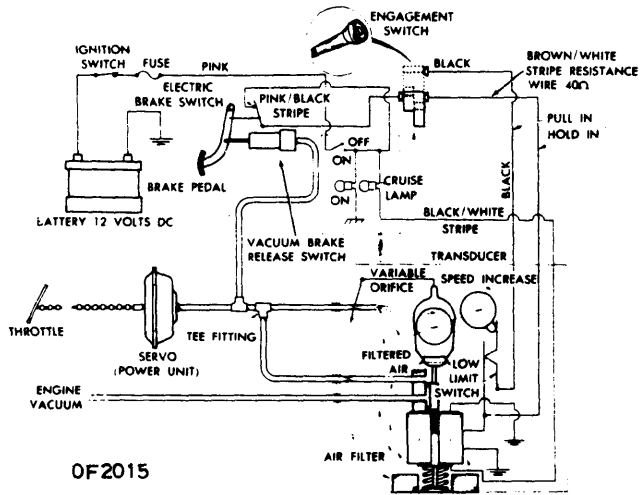 ENGAGEMENT
SWITCH
IGNITION
SWITCH
FUSE
PINK
BLACK
BROWN/WHITE
STRIPE RESISTANCE
WIRE 40Ω
ELECTRIC
BRAKE SWITCH
PINK/BLACK
STRIPE
PULL IN
HOLD IN
OFF
ON
BRAKE PEDAL
ON
CRUISE
LAMP
BLACK
BATTERY 12 VOLTS DC
BLACK/WHITE
STRIPE
VACUUM BRAKE
RELEASE SWITCH
TRANSDUCER
VARIABLE
ORIFICE
SPEED INCREASE
THROTTLE
SERVO
(POWER UNIT)
TEE FITTING
FILTERED
AIR
LOW
LIMIT
SWITCH
ENGINE
VACUUM
AIR FILTER
OF2015